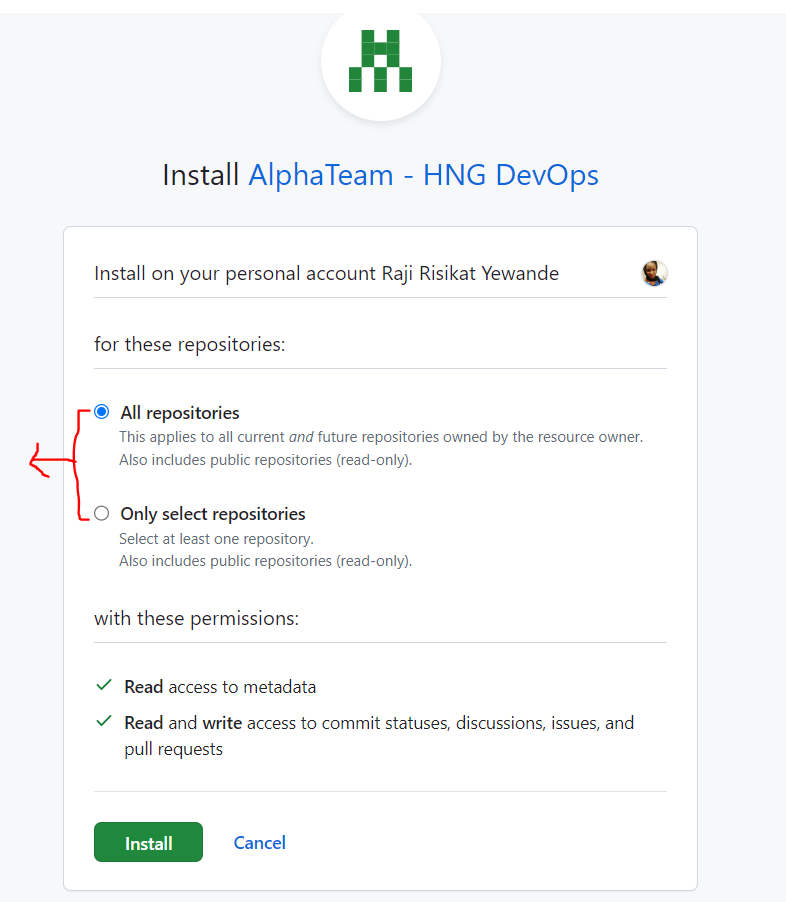 Install AlphaTeam - HNG DevOps
Install on your personal account Raji Risikat Yewande
for these repositories:
All repositories
This applies to all current and future repositories owned by the resource owner.
Also includes public repositories (read-only).
Only select repositories
Select at least one repository.
Also includes public repositories (read-only).
with these permissions:
Read access to metadata
Read and write access to commit statuses, discussions, issues, and
pull requests
Install Cancel